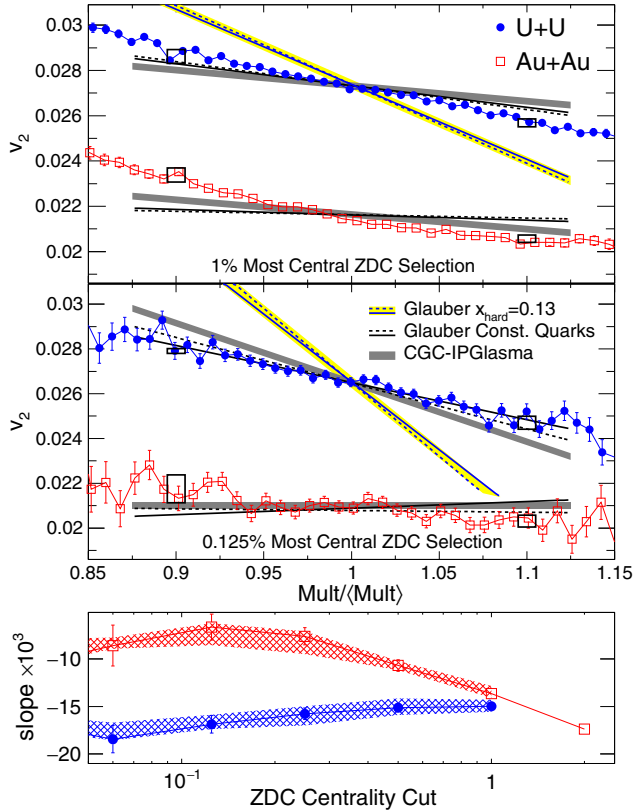 0.03
0.028
0.026
0.024
0.022
0.02
v2
U+U
Au+Au
1% Most Central ZDC Selection
0.03
0.028
0.026
0.024
0.022
0.02
v2
Glauber xhard=0.13
Glauber Const. Quarks
CGC-IPGlasma
0.125% Most Central ZDC Selection
0.85 0.9 0.95 1 1.05 1.1 1.15
Mult/⟨Mult⟩
-10
-15
-20
slope ×10³
10⁻¹ 1
ZDC Centrality Cut